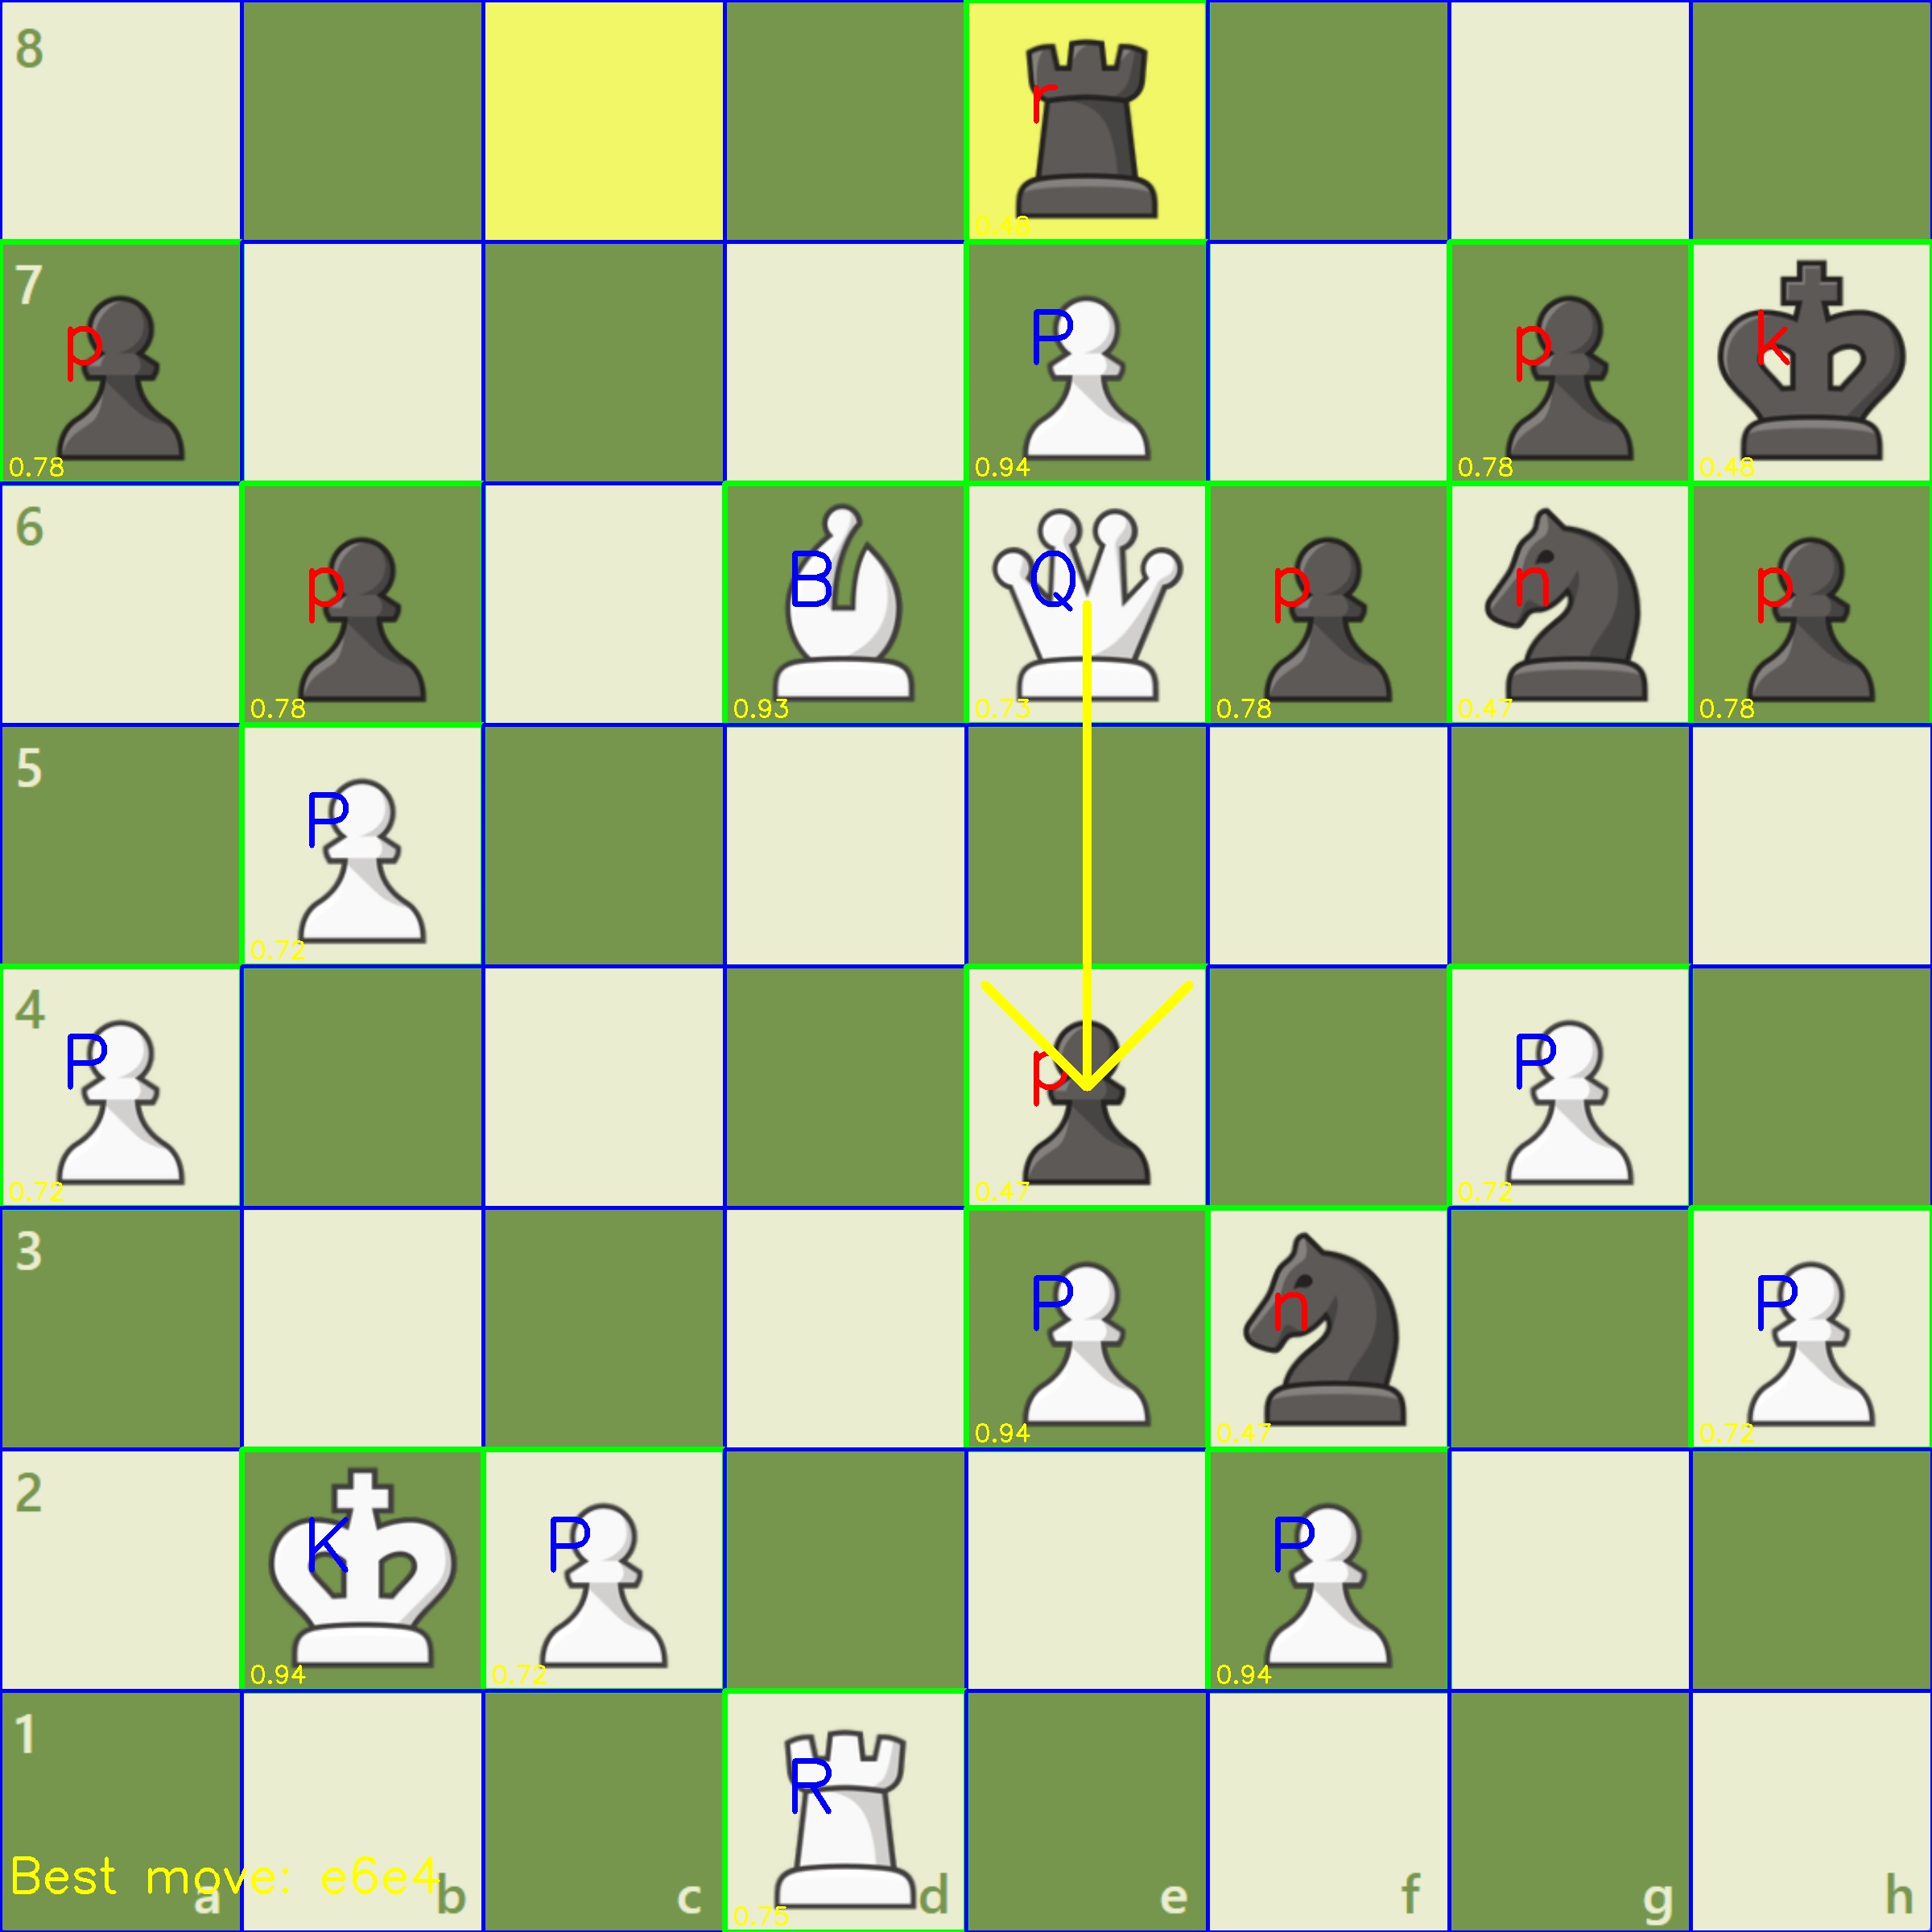 8 r 0.48
7 p 0.78 P 0.94 p 0.78 k 0.48
6 p 0.78 B 0.93 Q 0.73 p 0.78 n 0.47 p 0.78
5 P 0.72
4 P 0.72 p 0.47 P 0.72
3 P 0.94 n 0.47 P 0.72
2 K 0.94 P 0.72 P 0.94
1 R 0.75
Best move: e6e4
a b c d e f g h